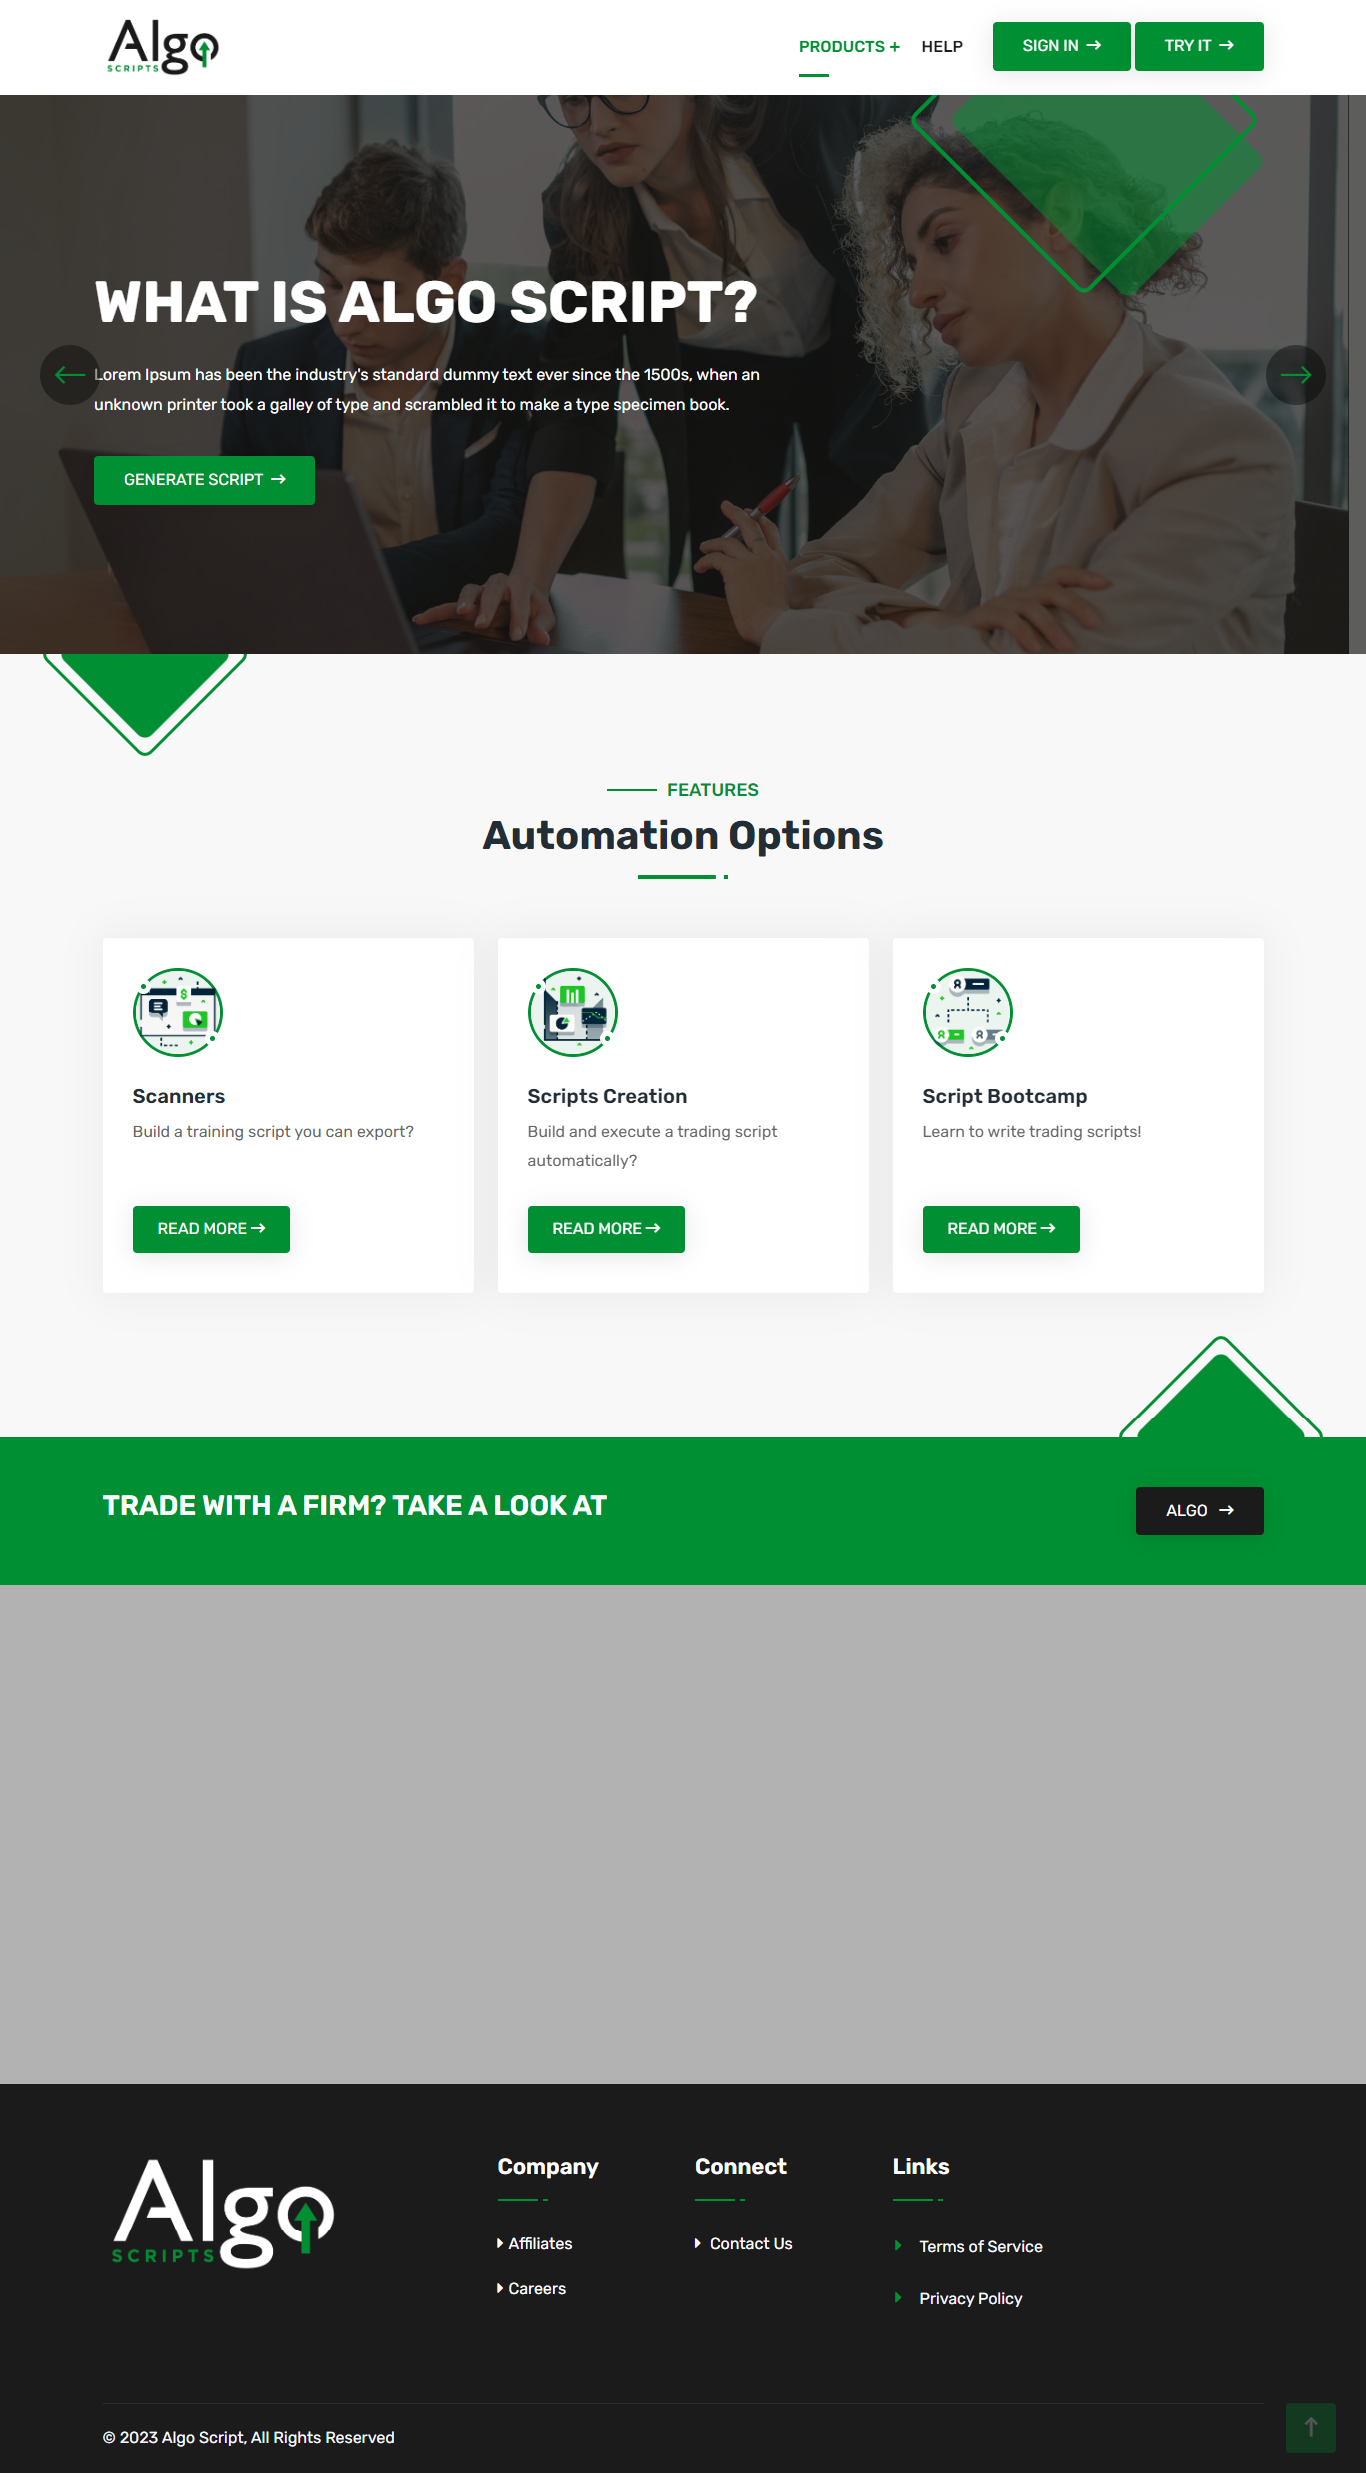 Algo
SCRIPTS
PRODUCTS +
HELP
SIGN IN →
TRY IT →
WHAT IS ALGO SCRIPT?
Lorem Ipsum has been the industry's standard dummy text ever since the 1500s, when an
unknown printer took a galley of type and scrambled it to make a type specimen book.
GENERATE SCRIPT →
FEATURES
Automation Options
Scanners
Build a training script you can export?
READ MORE →
Scripts Creation
Build and execute a trading script
automatically?
READ MORE →
Script Bootcamp
Learn to write trading scripts!
READ MORE →
TRADE WITH A FIRM? TAKE A LOOK AT
ALGO →
Algo
SCRIPTS
Company
Affiliates
Careers
Connect
Contact Us
Links
Terms of Service
Privacy Policy
© 2023 Algo Script, All Rights Reserved